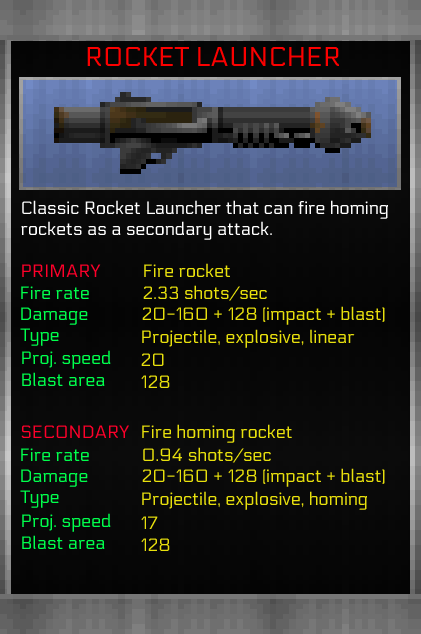 ROCKET LAUNCHER
Classic Rocket Launcher that can fire homing
rockets as a secondary attack.
PRIMARY Fire rocket
Fire rate 2.33 shots/sec
Damage 20-160 + 128 (impact + blast)
Type Projectile, explosive, linear
Proj. speed 20
Blast area 128
SECONDARY Fire homing rocket
Fire rate 0.94 shots/sec
Damage 20-160 + 128 (impact + blast)
Type Projectile, explosive, homing
Proj. speed 17
Blast area 128